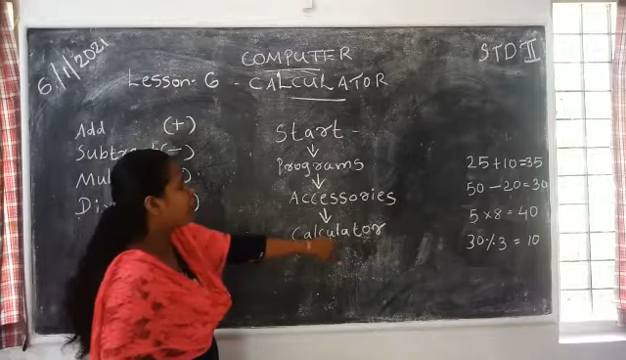 6/1/2021
COMPUTER
STD II
Lesson-6 - CALCULATOR
Add (+)
Subtract (-)
Start -
Programs
Accessories
Calculator
25+10=35
50-20=30
5×8=40
30%3=10